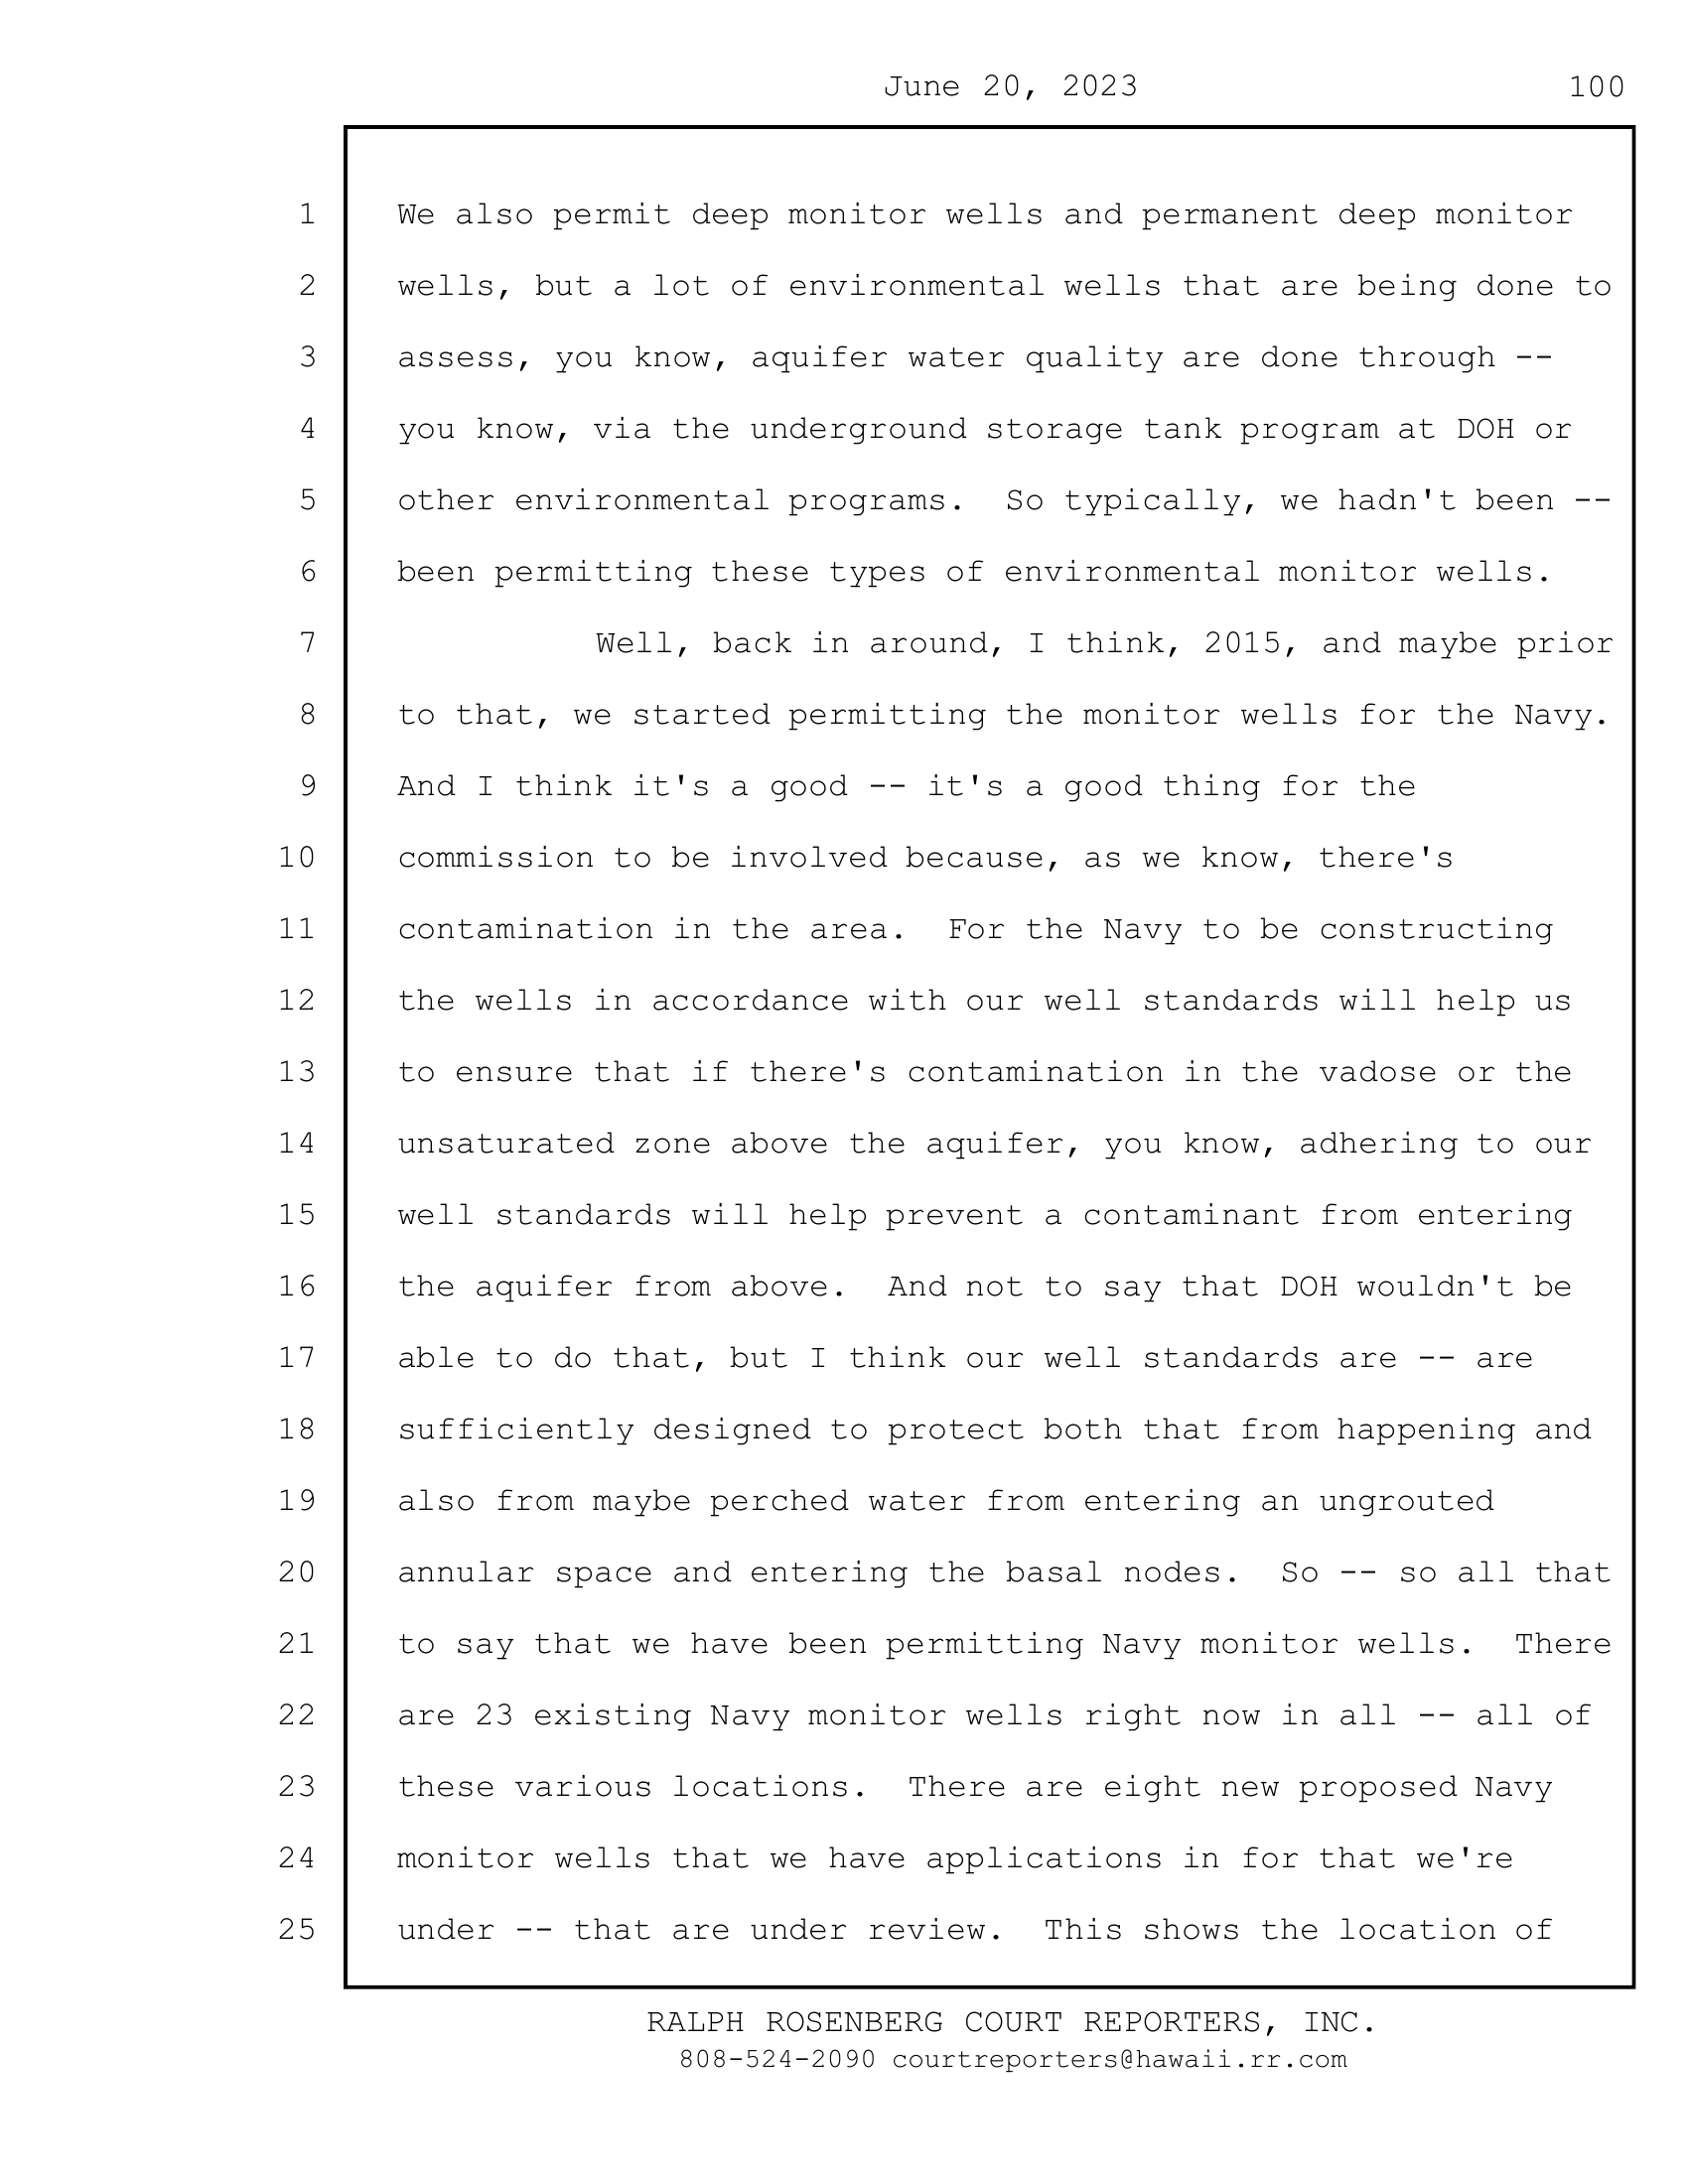 June 20, 2023 100
1 We also permit deep monitor wells and permanent deep monitor
2 wells, but a lot of environmental wells that are being done to
3 assess, you know, aquifer water quality are done through --
4 you know, via the underground storage tank program at DOH or
5 other environmental programs.  So typically, we hadn't been --
6 been permitting these types of environmental monitor wells.
7 Well, back in around, I think, 2015, and maybe prior
8 to that, we started permitting the monitor wells for the Navy.
9 And I think it's a good -- it's a good thing for the
10 commission to be involved because, as we know, there's
11 contamination in the area.  For the Navy to be constructing
12 the wells in accordance with our well standards will help us
13 to ensure that if there's contamination in the vadose or the
14 unsaturated zone above the aquifer, you know, adhering to our
15 well standards will help prevent a contaminant from entering
16 the aquifer from above.  And not to say that DOH wouldn't be
17 able to do that, but I think our well standards are -- are
18 sufficiently designed to protect both that from happening and
19 also from maybe perched water from entering an ungrouted
20 annular space and entering the basal nodes.  So -- so all that
21 to say that we have been permitting Navy monitor wells.  There
22 are 23 existing Navy monitor wells right now in all -- all of
23 these various locations.  There are eight new proposed Navy
24 monitor wells that we have applications in for that we're
25 under -- that are under review.  This shows the location of
RALPH ROSENBERG COURT REPORTERS, INC.
808-524-2090 courtreporters@hawaii.rr.com